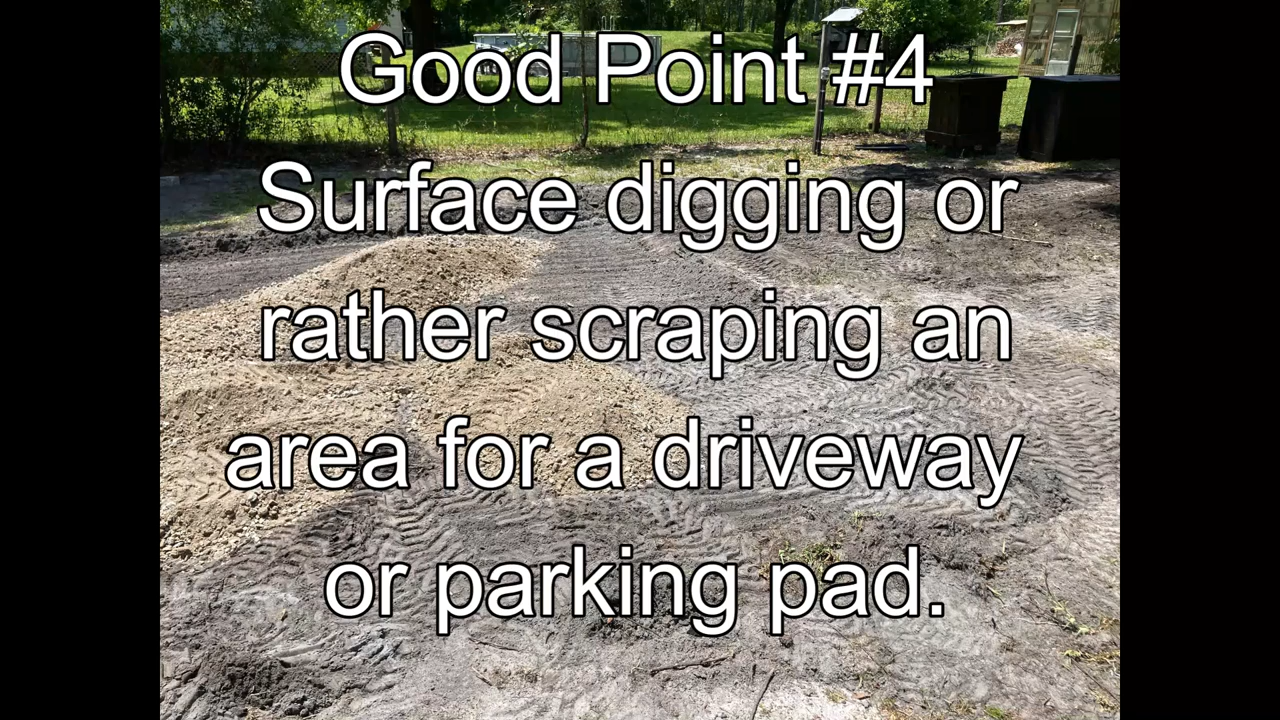 Good Point #4
Surface digging or
rather scraping an
area for a driveway
or parking pad.